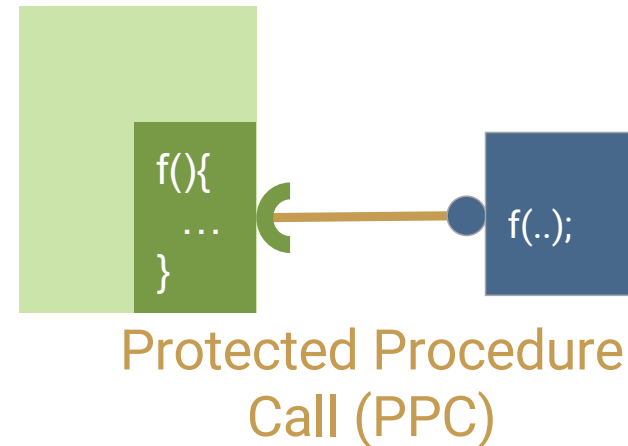 f(){
...
}
f(..);
Protected Procedure
Call (PPC)